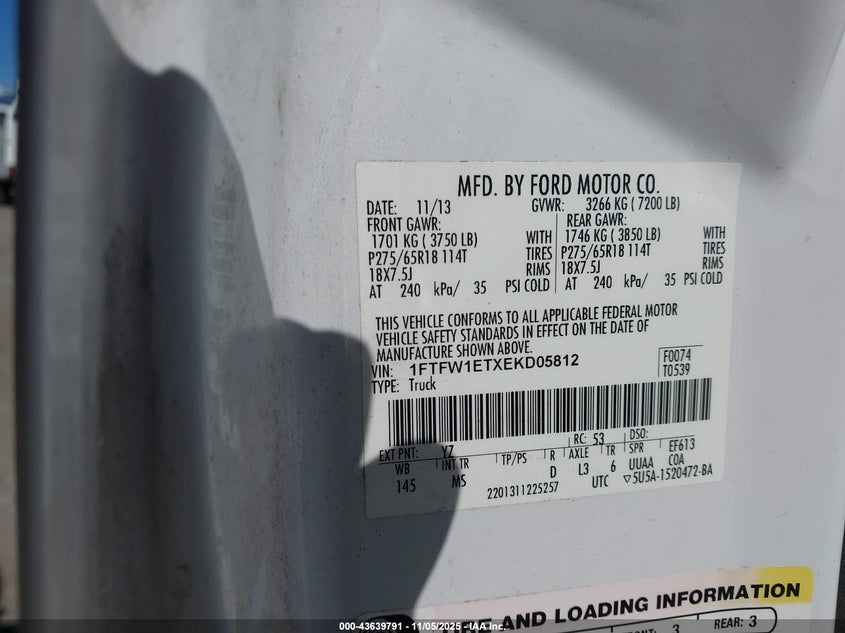 MFD. BY FORD MOTOR CO.
DATE: 11/13 GVWR: 3266 KG ( 7200 LB)
FRONT GAWR: REAR GAWR:
1701 KG ( 3750 LB) WITH 1746 KG ( 3850 LB) WITH
P275/65R18 114T TIRES P275/65R18 114T TIRES
18X7.5J RIMS 18X7.5J RIMS
AT 240 kPa/ 35 PSI COLD AT 240 kPa/ 35 PSI COLD
THIS VEHICLE CONFORMS TO ALL APPLICABLE FEDERAL MOTOR
VEHICLE SAFETY STANDARDS IN EFFECT ON THE DATE OF
MANUFACTURE SHOWN ABOVE.
VIN: 1FTFW1ETXEKD05812 F0074
TYPE: Truck T0539
EXT PNT: YZ RC: 53 DSO:
WB INT TR TP/PS R AXLE TR SPR EF613
145 MS D L3 6 UUAA COA
2201311225257 UTC ▽5U5A-1520472-BA
AND LOADING INFORMATION
3 REAR: 3
000-43639791 - 11/05/2025 - IAA Inc.